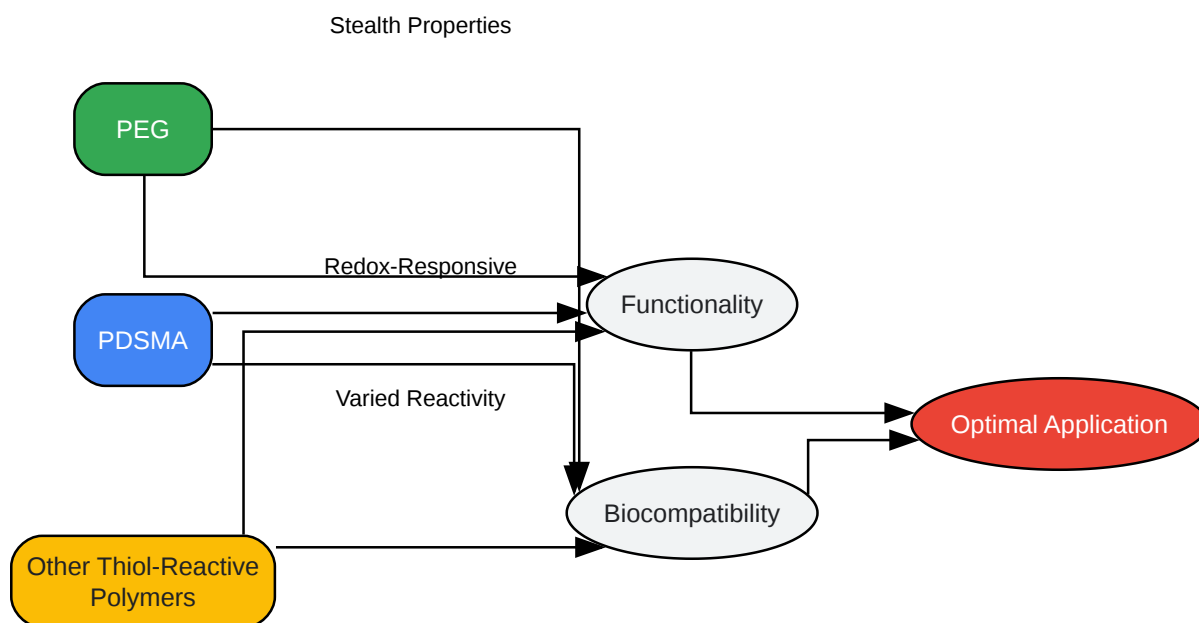 Stealth Properties
PEG
Redox-Responsive
Functionality
PDSMA
Varied Reactivity
Optimal Application
Biocompatibility
Other Thiol-Reactive
Polymers